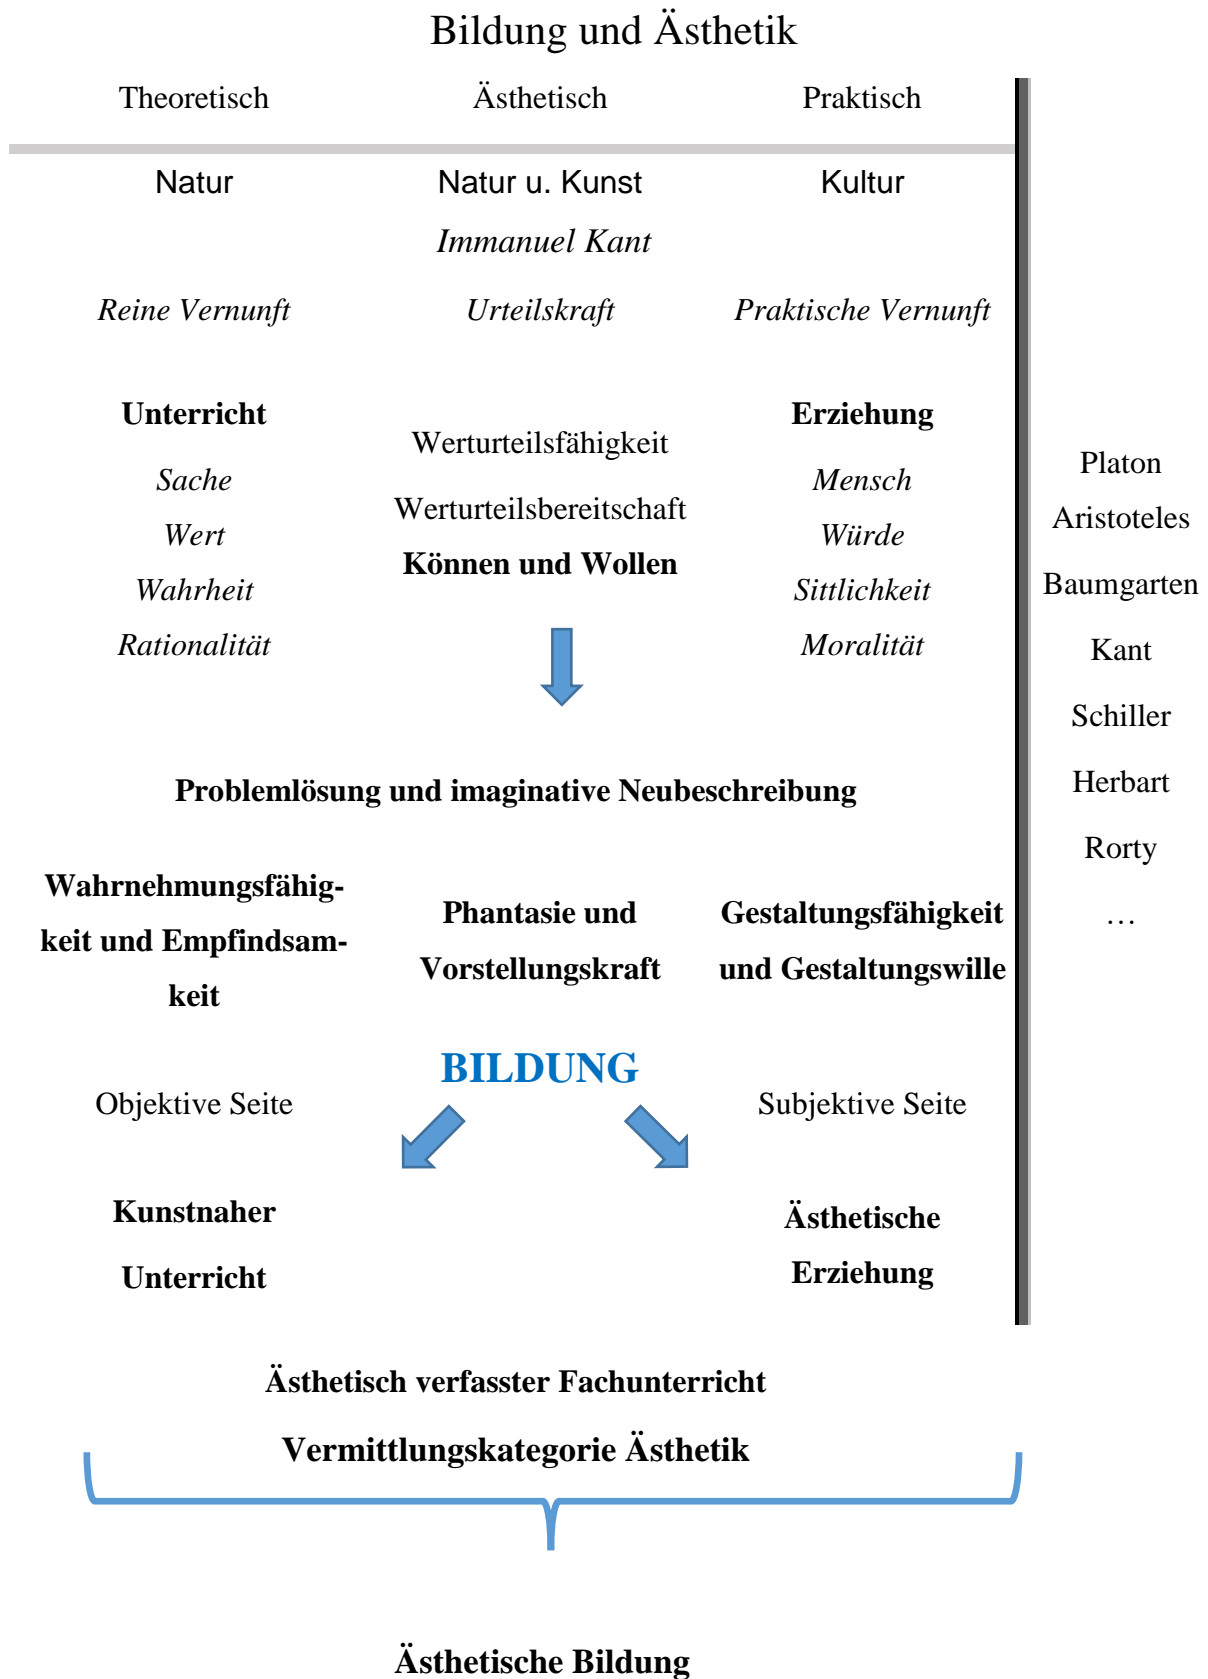 Bildung und Ästhetik
Theoretisch Ästhetisch Praktisch
Natur Natur u. Kunst Kultur
Immanuel Kant
Reine Vernunft Urteilskraft Praktische Vernunft
Unterricht
Sache
Wert
Wahrheit
Rationalität
Werturteilsfähigkeit
Werturteilsbereitschaft
Können und Wollen
Erziehung
Mensch
Würde
Sittlichkeit
Moralität
Problemlösung und imaginative Neubeschreibung
Wahrnehmungsfähig-
keit und Empfindsam-
keit
Phantasie und
Vorstellungskraft
Gestaltungsfähigkeit
und Gestaltungswille
BILDUNG
Objektive Seite Subjektive Seite
Kunstnaher
Unterricht
Ästhetische
Erziehung
Platon
Aristoteles
Baumgarten
Kant
Schiller
Herbart
Rorty
…
Ästhetisch verfasster Fachunterricht
Vermittlungskategorie Ästhetik
Ästhetische Bildung